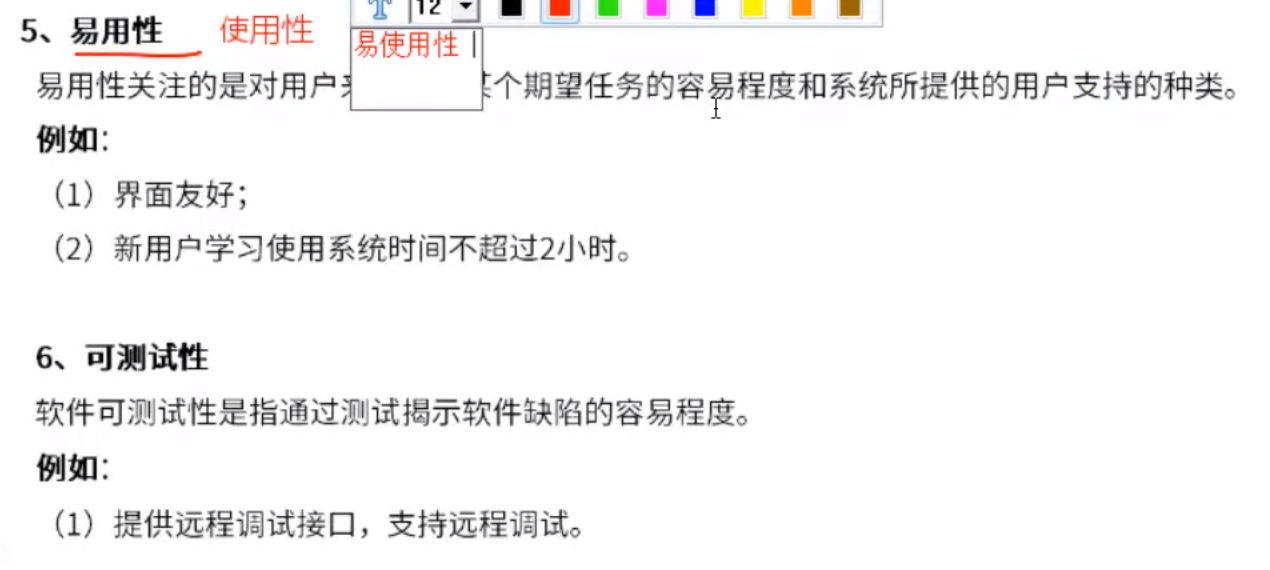 12
5、易用性 使用性
易使用性
易用性关注的是对用户 某个期望任务的容易程度和系统所提供的用户支持的种类。
例如：
（1）界面友好；
（2）新用户学习使用系统时间不超过2小时。
6、可测试性
软件可测试性是指通过测试揭示软件缺陷的容易程度。
例如：
（1）提供远程调试接口，支持远程调试。